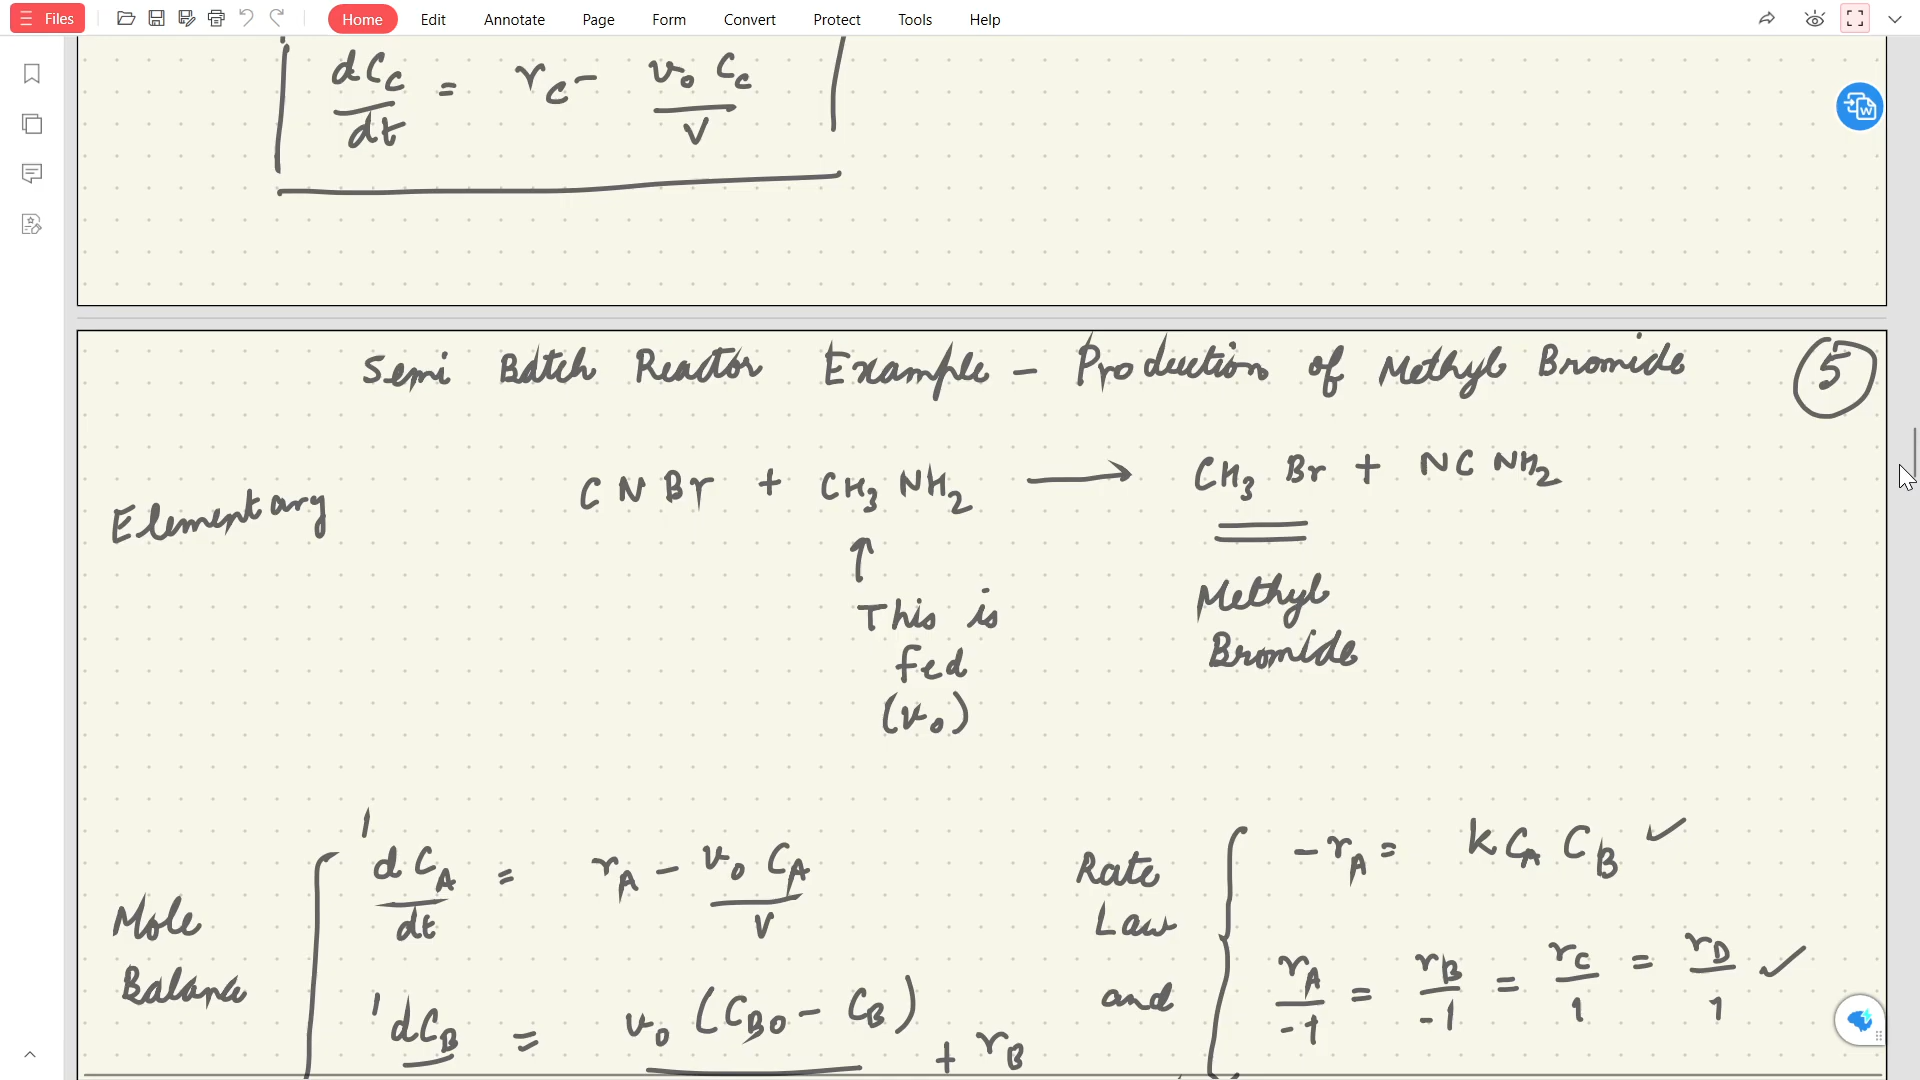 Files Home Edit Annotate Page Form Convert Protect Tools Help
dC_C/dt = r_C - v_0 C_C/V
Semi Batch Reactor Example - Production of Methyl Bromide 5
Elementary CNBr + CH3NH2 → CH3Br + NCNH2
This is
fed
(v_0)
Methyl
Bromide
Mole
Balance
' dC_A/dt = r_A - v_0 C_A/V
' dC_B = v_0 (C_B0 - C_B) + r_B
Rate
Law
and
-r_A = k C_A C_B ✓
r_A/-1 = r_B/-1 = r_C/1 = r_D/1 ✓